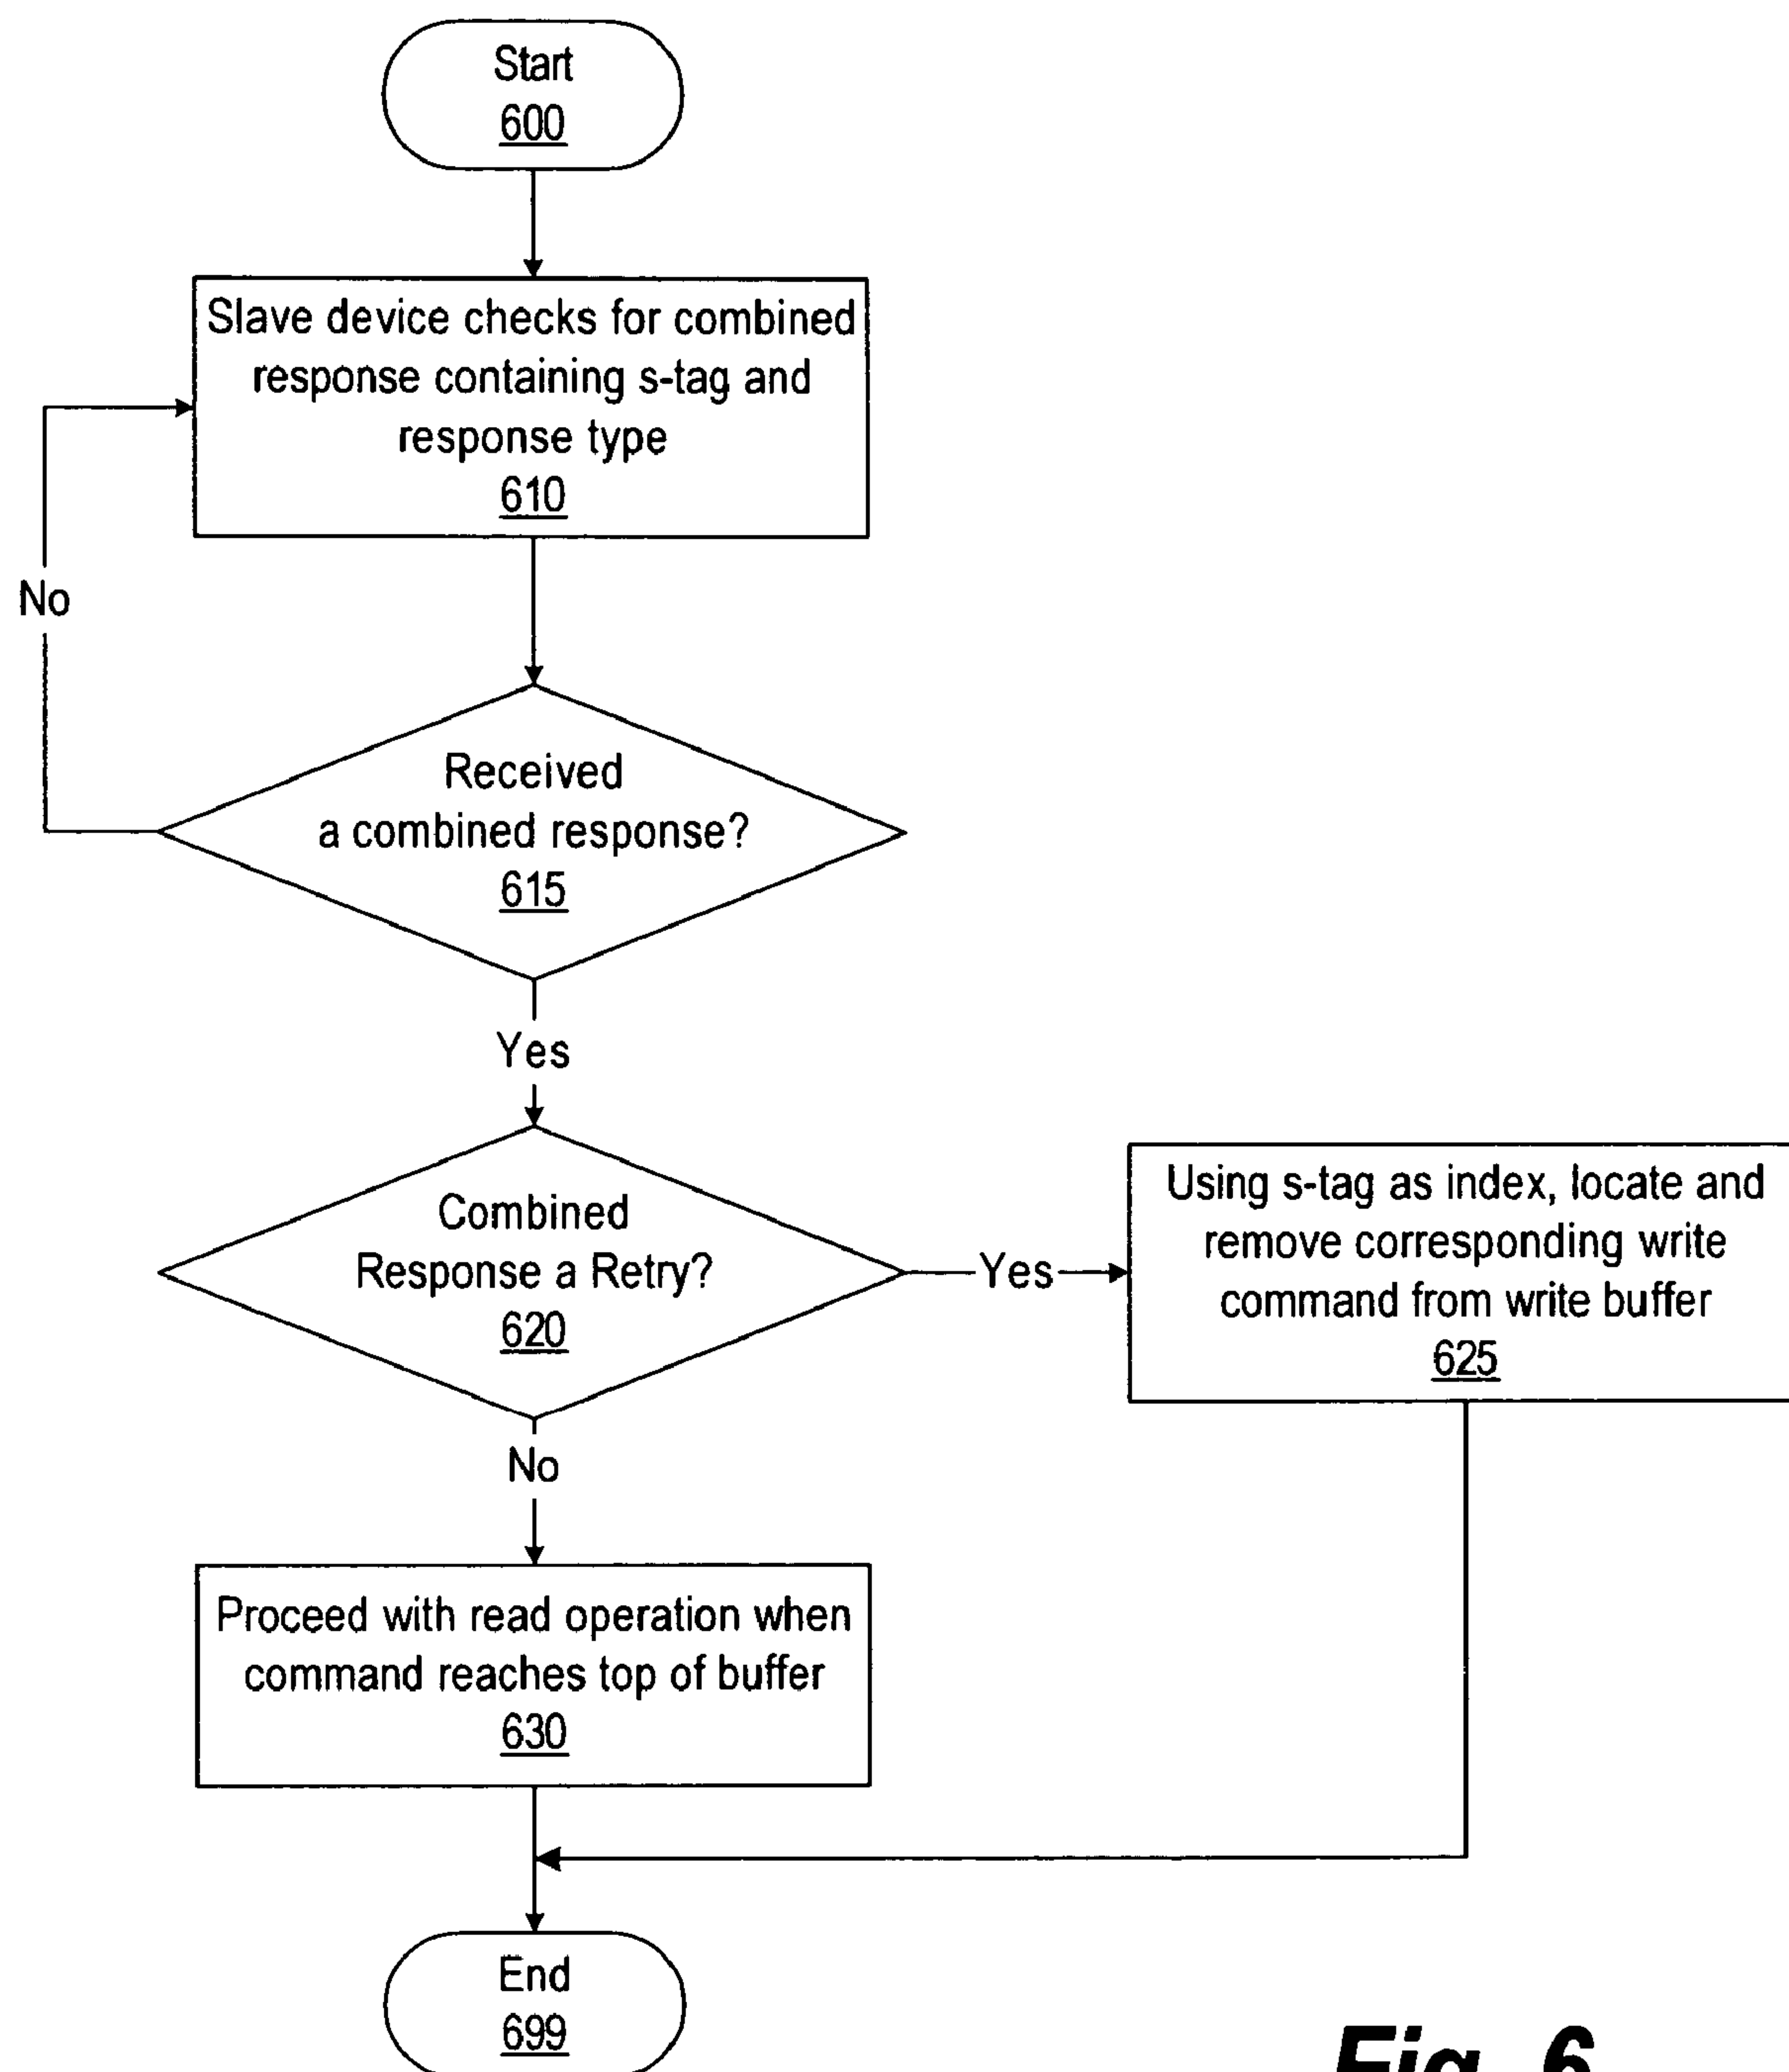 Start
600
Slave device checks for combined
response containing s-tag and
response type
610
No
Received
a combined response?
615
Yes
Combined
Response a Retry?
620
Yes
Using s-tag as index, locate and
remove corresponding write
command from write buffer
625
No
Proceed with read operation when
command reaches top of buffer
630
End
699
Fig. 6